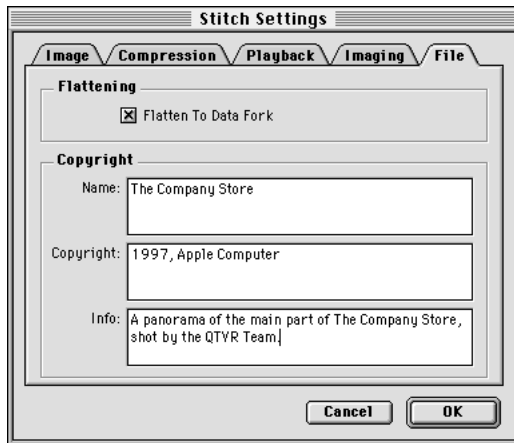 Stitch Settings
Image Compression Playback Imaging File
Flattening
Flatten To Data Fork
Copyright
Name: The Company Store
Copyright: 1997, Apple Computer
Info: A panorama of the main part of The Company Store,
shot by the QTVR Team.
Cancel OK